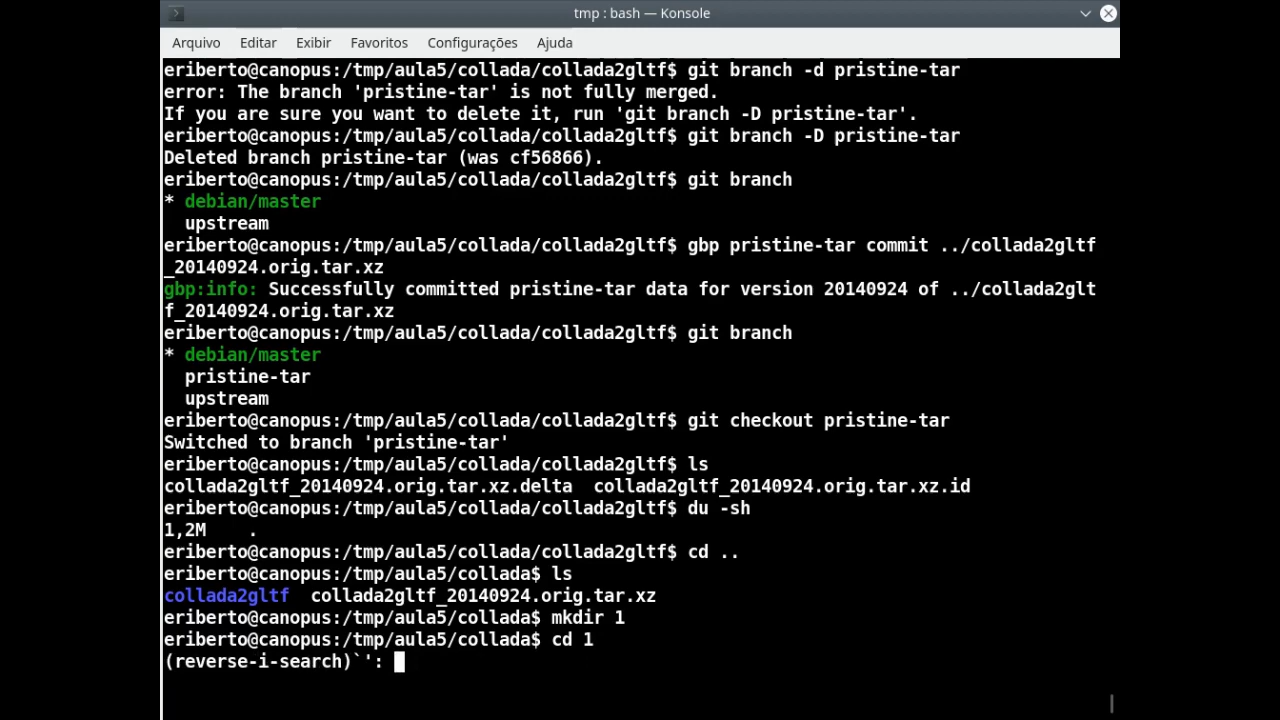 tmp : bash — Konsole
Arquivo Editar Exibir Favoritos Configurações Ajuda
eriberto@canopus:/tmp/aula5/collada/collada2gltf$ git branch -d pristine-tar
error: The branch 'pristine-tar' is not fully merged.
If you are sure you want to delete it, run 'git branch -D pristine-tar'.
eriberto@canopus:/tmp/aula5/collada/collada2gltf$ git branch -D pristine-tar
Deleted branch pristine-tar (was cf56866).
eriberto@canopus:/tmp/aula5/collada/collada2gltf$ git branch
* debian/master
  upstream
eriberto@canopus:/tmp/aula5/collada/collada2gltf$ gbp pristine-tar commit ../collada2gltf
_20140924.orig.tar.xz
gbp:info: Successfully committed pristine-tar data for version 20140924 of ../collada2glt
f_20140924.orig.tar.xz
eriberto@canopus:/tmp/aula5/collada/collada2gltf$ git branch
* debian/master
  pristine-tar
  upstream
eriberto@canopus:/tmp/aula5/collada/collada2gltf$ git checkout pristine-tar
Switched to branch 'pristine-tar'
eriberto@canopus:/tmp/aula5/collada/collada2gltf$ ls
collada2gltf_20140924.orig.tar.xz.delta  collada2gltf_20140924.orig.tar.xz.id
eriberto@canopus:/tmp/aula5/collada/collada2gltf$ du -sh
1,2M    .
eriberto@canopus:/tmp/aula5/collada/collada2gltf$ cd ..
eriberto@canopus:/tmp/aula5/collada$ ls
collada2gltf  collada2gltf_20140924.orig.tar.xz
eriberto@canopus:/tmp/aula5/collada$ mkdir 1
eriberto@canopus:/tmp/aula5/collada$ cd 1
(reverse-i-search)`':